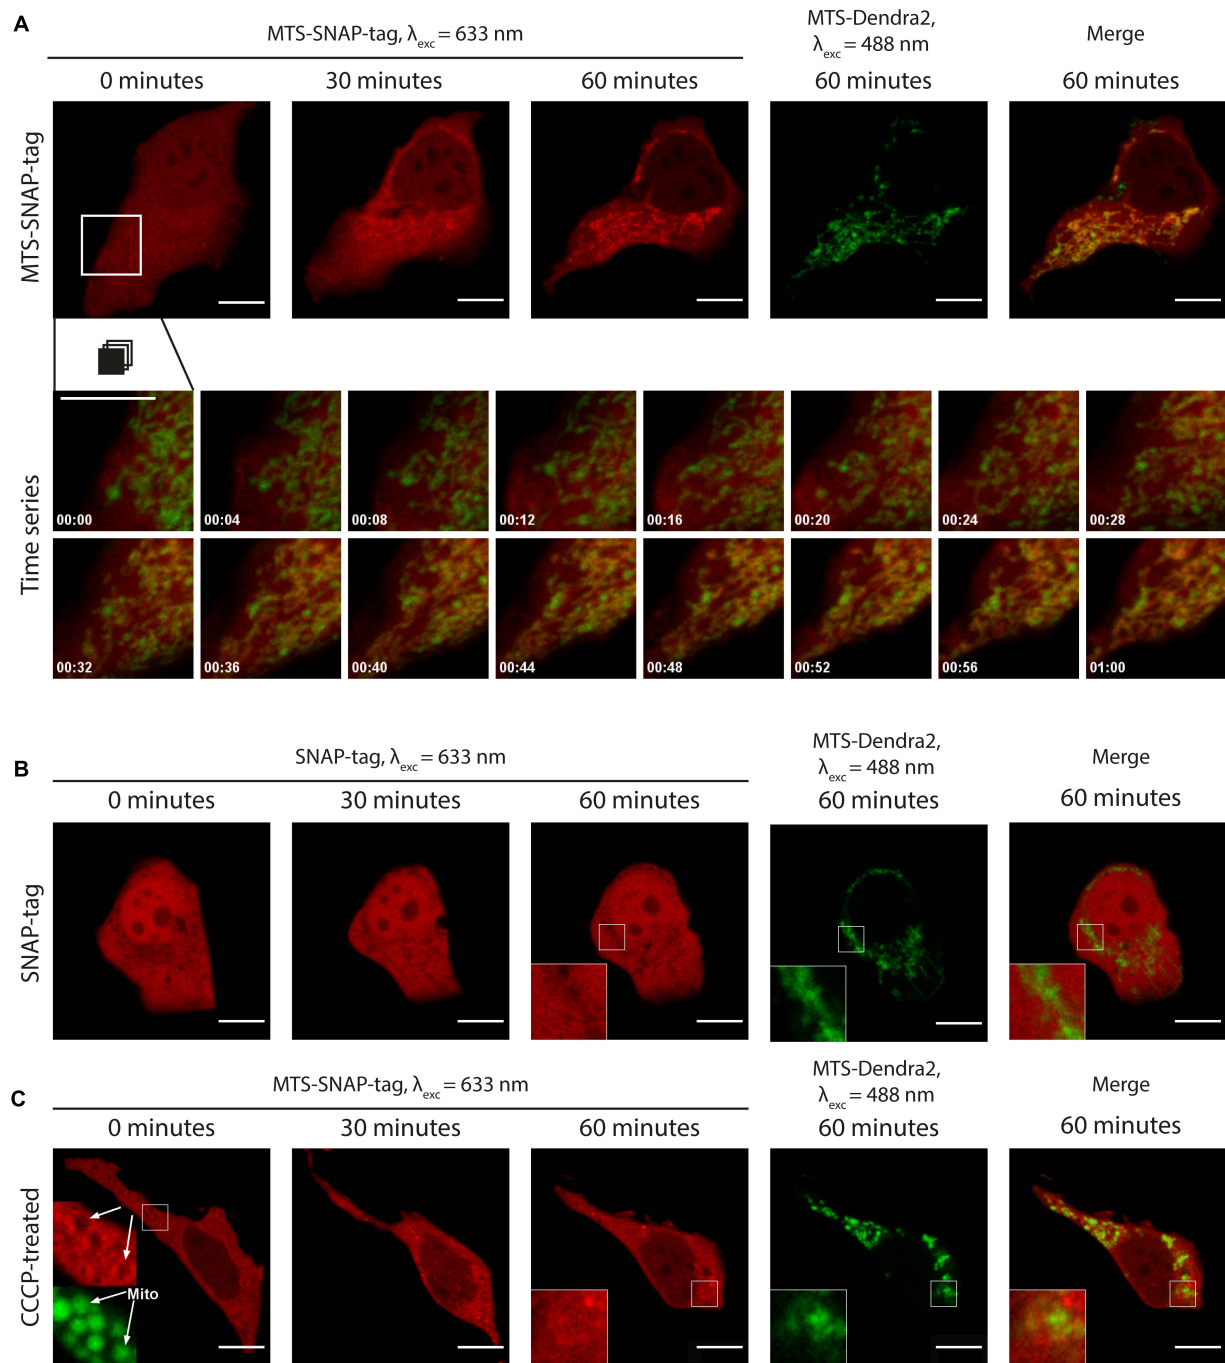 A
MTS-SNAP-tag, λexc = 633 nm
MTS-Dendra2,
λexc = 488 nm
Merge
0 minutes
30 minutes
60 minutes
60 minutes
60 minutes
MTS-SNAP-tag
Time series
00:00
00:04
00:08
00:12
00:16
00:20
00:24
00:28
00:32
00:36
00:40
00:44
00:48
00:52
00:56
01:00
B
SNAP-tag, λexc = 633 nm
MTS-Dendra2,
λexc = 488 nm
Merge
0 minutes
30 minutes
60 minutes
60 minutes
60 minutes
SNAP-tag
C
MTS-SNAP-tag, λexc = 633 nm
MTS-Dendra2,
λexc = 488 nm
Merge
0 minutes
30 minutes
60 minutes
60 minutes
60 minutes
CCCP-treated
Mito